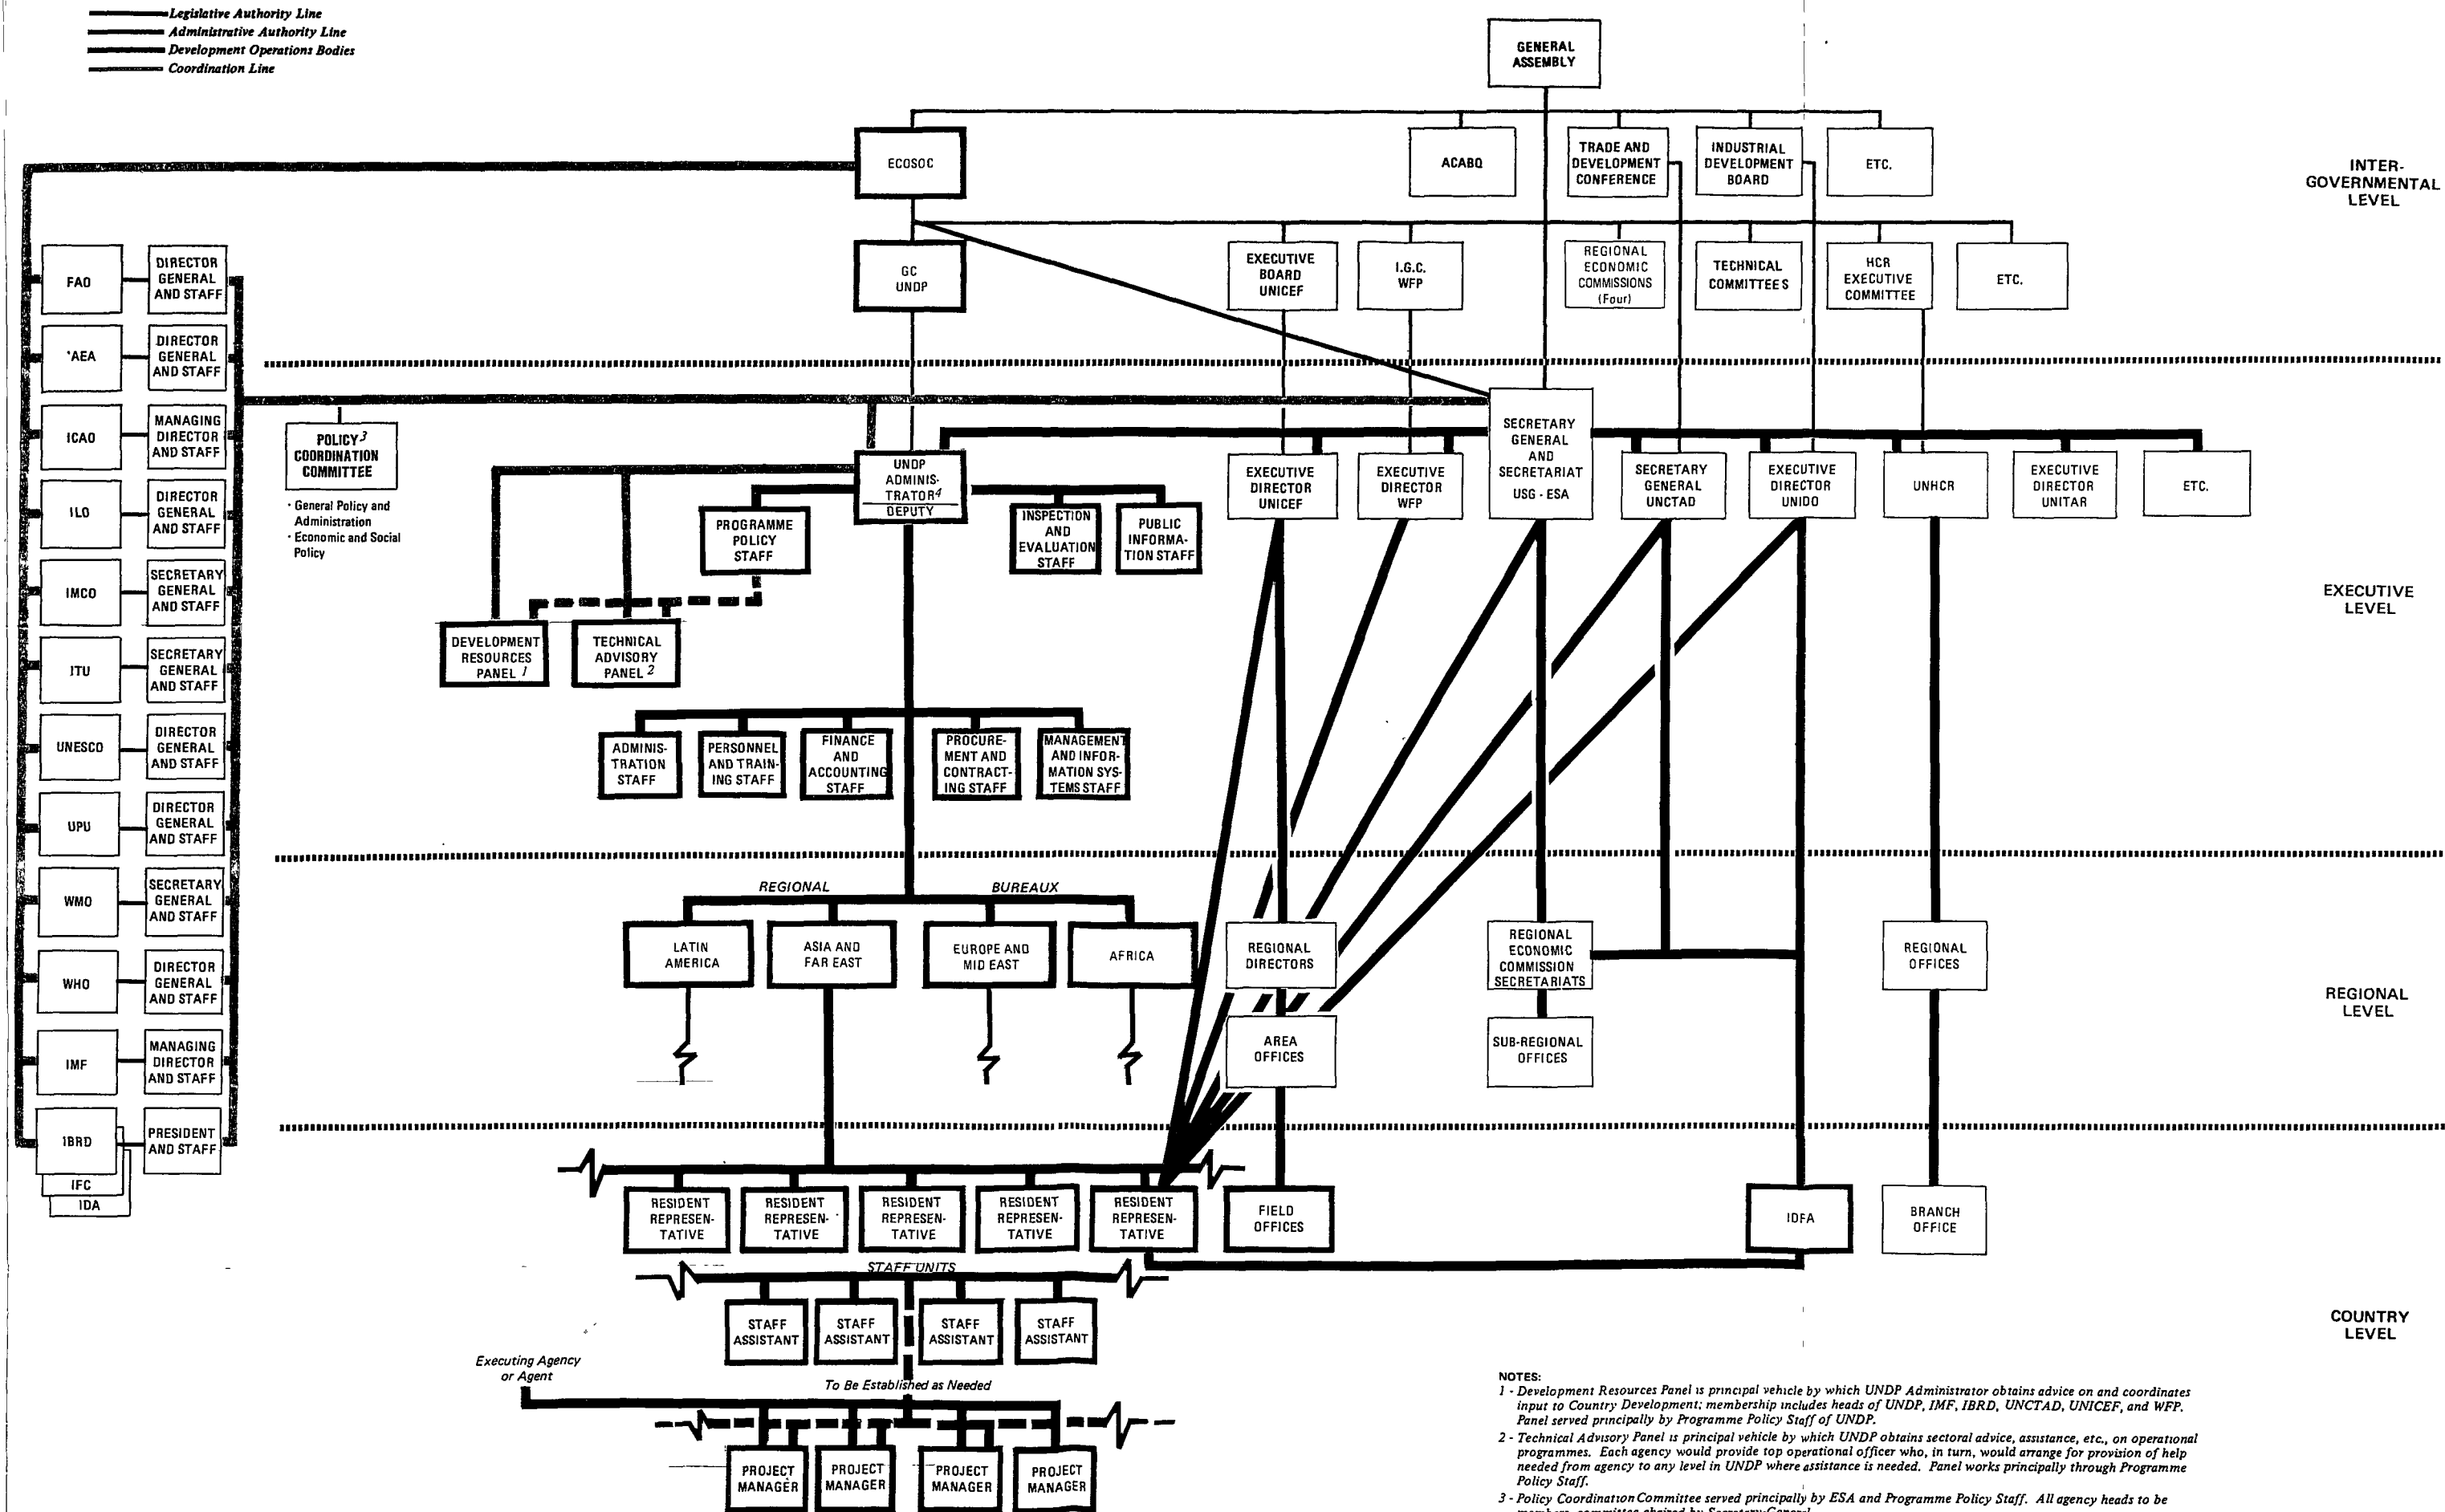 Legislative Authority Line
Administrative Authority Line
Development Operations Bodies
Coordination Line
GENERAL
ASSEMBLY
ECOSOC
ACABQ
TRADE AND
DEVELOPMENT
CONFERENCE
INDUSTRIAL
DEVELOPMENT
BOARD
ETC.
INTER-
GOVERNMENTAL
LEVEL
GC
UNDP
EXECUTIVE
BOARD
UNICEF
I.G.C.
WFP
REGIONAL
ECONOMIC
COMMISSIONS
(Four)
TECHNICAL
COMMITTEES
HCR
EXECUTIVE
COMMITTEE
ETC.
FAO
DIRECTOR
GENERAL
AND STAFF
'AEA
DIRECTOR
GENERAL
AND STAFF
ICAO
MANAGING
DIRECTOR
AND STAFF
ILO
DIRECTOR
GENERAL
AND STAFF
IMCO
SECRETARY
GENERAL
AND STAFF
ITU
SECRETARY
GENERAL
AND STAFF
UNESCO
DIRECTOR
GENERAL
AND STAFF
UPU
DIRECTOR
GENERAL
AND STAFF
WMO
SECRETARY
GENERAL
AND STAFF
WHO
DIRECTOR
GENERAL
AND STAFF
IMF
MANAGING
DIRECTOR
AND STAFF
IBRD
PRESIDENT
AND STAFF
IFC
IDA
POLICY3
COORDINATION
COMMITTEE
· General Policy and
Administration
· Economic and Social
Policy
UNDP
ADMINIS-
TRATOR4
DEPUTY
PROGRAMME
POLICY
STAFF
INSPECTION
AND
EVALUATION
STAFF
PUBLIC
INFORMA-
TION STAFF
EXECUTIVE
DIRECTOR
UNICEF
EXECUTIVE
DIRECTOR
WFP
SECRETARY
GENERAL
AND
SECRETARIAT
USG - ESA
SECRETARY
GENERAL
UNCTAD
EXECUTIVE
DIRECTOR
UNIDO
UNHCR
EXECUTIVE
DIRECTOR
UNITAR
ETC.
EXECUTIVE
LEVEL
DEVELOPMENT
RESOURCES
PANEL 1
TECHNICAL
ADVISORY
PANEL 2
ADMINIS-
TRATION
STAFF
PERSONNEL
AND TRAIN-
ING STAFF
FINANCE
AND
ACCOUNTING
STAFF
PROCURE-
MENT AND
CONTRACT-
ING STAFF
MANAGEMENT
AND INFOR-
MATION SYS-
TEMS STAFF
REGIONAL BUREAUX
LATIN
AMERICA
ASIA AND
FAR EAST
EUROPE AND
MID EAST
AFRICA
REGIONAL
DIRECTORS
REGIONAL
ECONOMIC
COMMISSION
SECRETARIATS
REGIONAL
OFFICES
REGIONAL
LEVEL
AREA
OFFICES
SUB-REGIONAL
OFFICES
RESIDENT
REPRESEN-
TATIVE
RESIDENT
REPRESEN-
TATIVE
RESIDENT
REPRESEN-
TATIVE
RESIDENT
REPRESEN-
TATIVE
RESIDENT
REPRESEN-
TATIVE
FIELD
OFFICES
IDFA
BRANCH
OFFICE
STAFF UNITS
STAFF
ASSISTANT
STAFF
ASSISTANT
STAFF
ASSISTANT
STAFF
ASSISTANT
COUNTRY
LEVEL
Executing Agency
or Agent
To Be Established as Needed
PROJECT
MANAGER
PROJECT
MANAGER
PROJECT
MANAGER
PROJECT
MANAGER
NOTES:
1 - Development Resources Panel is principal vehicle by which UNDP Administrator obtains advice on and coordinates
input to Country Development; membership includes heads of UNDP, IMF, IBRD, UNCTAD, UNICEF, and WFP.
Panel served principally by Programme Policy Staff of UNDP.
2 - Technical Advisory Panel is principal vehicle by which UNDP obtains sectoral advice, assistance, etc., on operational
programmes. Each agency would provide top operational officer who, in turn, would arrange for provision of help
needed from agency to any level in UNDP where assistance is needed. Panel works principally through Programme
Policy Staff.
3 - Policy Coordination Committee served principally by ESA and Programme Policy Staff. All agency heads to be
members, committee chaired by Secretary-General